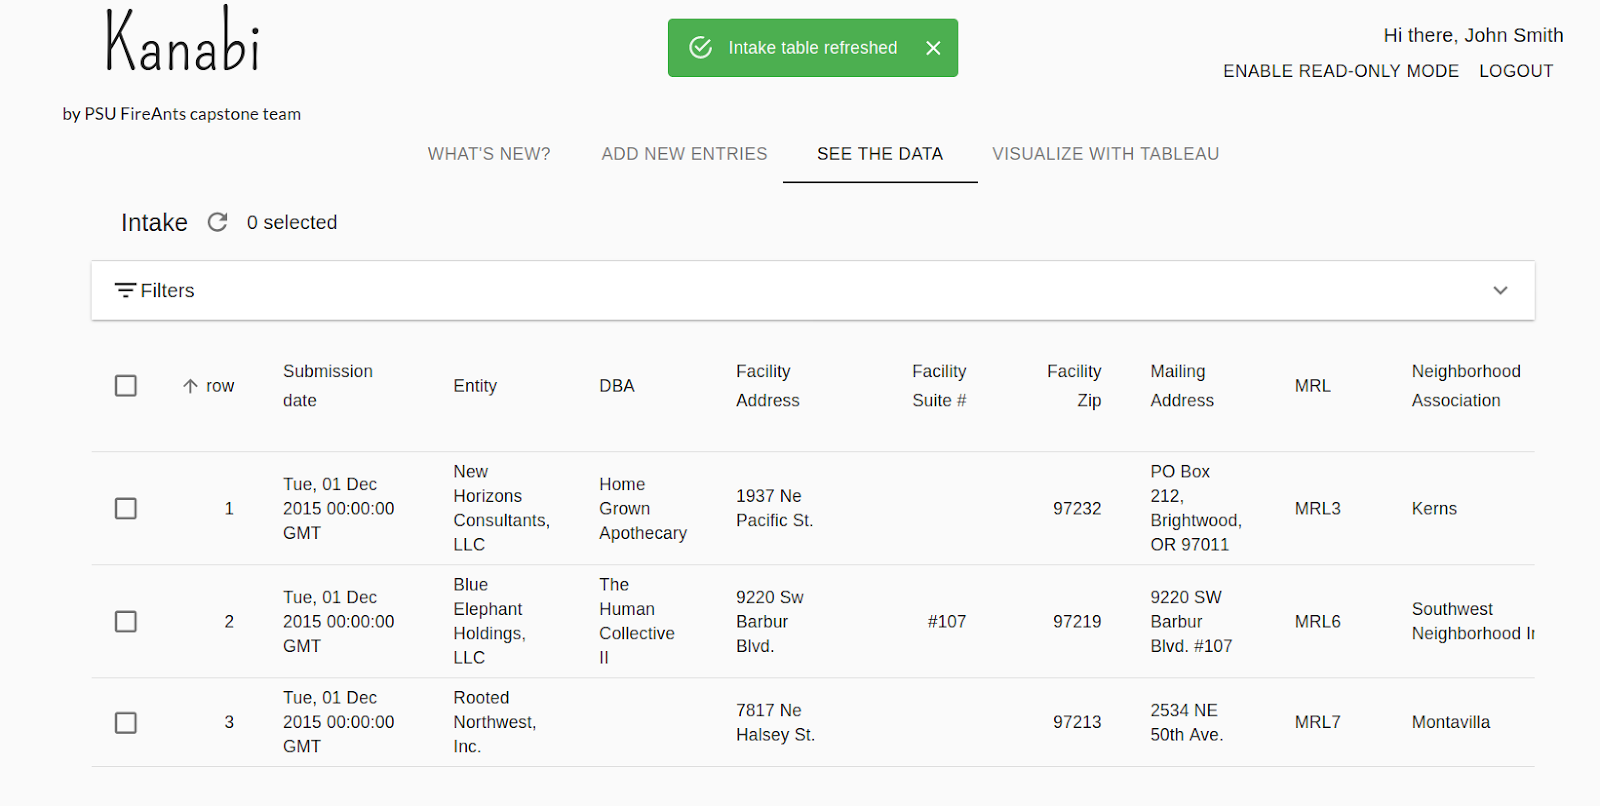 Kanabi
by PSU FireAnts capstone team
Intake table refreshed
Hi there, John Smith
ENABLE READ-ONLY MODE LOGOUT
WHAT'S NEW? ADD NEW ENTRIES SEE THE DATA VISUALIZE WITH TABLEAU
Intake 0 selected
Filters
row
Submission
date
Entity
DBA
Facility
Address
Facility
Suite #
Facility
Zip
Mailing
Address
MRL
Neighborhood
Association
1
Tue, 01 Dec
2015 00:00:00
GMT
New
Horizons
Consultants,
LLC
Home
Grown
Apothecary
1937 Ne
Pacific St.
97232
PO Box
212,
Brightwood,
OR 97011
MRL3
Kerns
2
Tue, 01 Dec
2015 00:00:00
GMT
Blue
Elephant
Holdings,
LLC
The
Human
Collective
II
9220 Sw
Barbur
Blvd.
#107
97219
9220 SW
Barbur
Blvd. #107
MRL6
Southwest
Neighborhood
3
Tue, 01 Dec
2015 00:00:00
GMT
Rooted
Northwest,
Inc.
7817 Ne
Halsey St.
97213
2534 NE
50th Ave.
MRL7
Montavilla